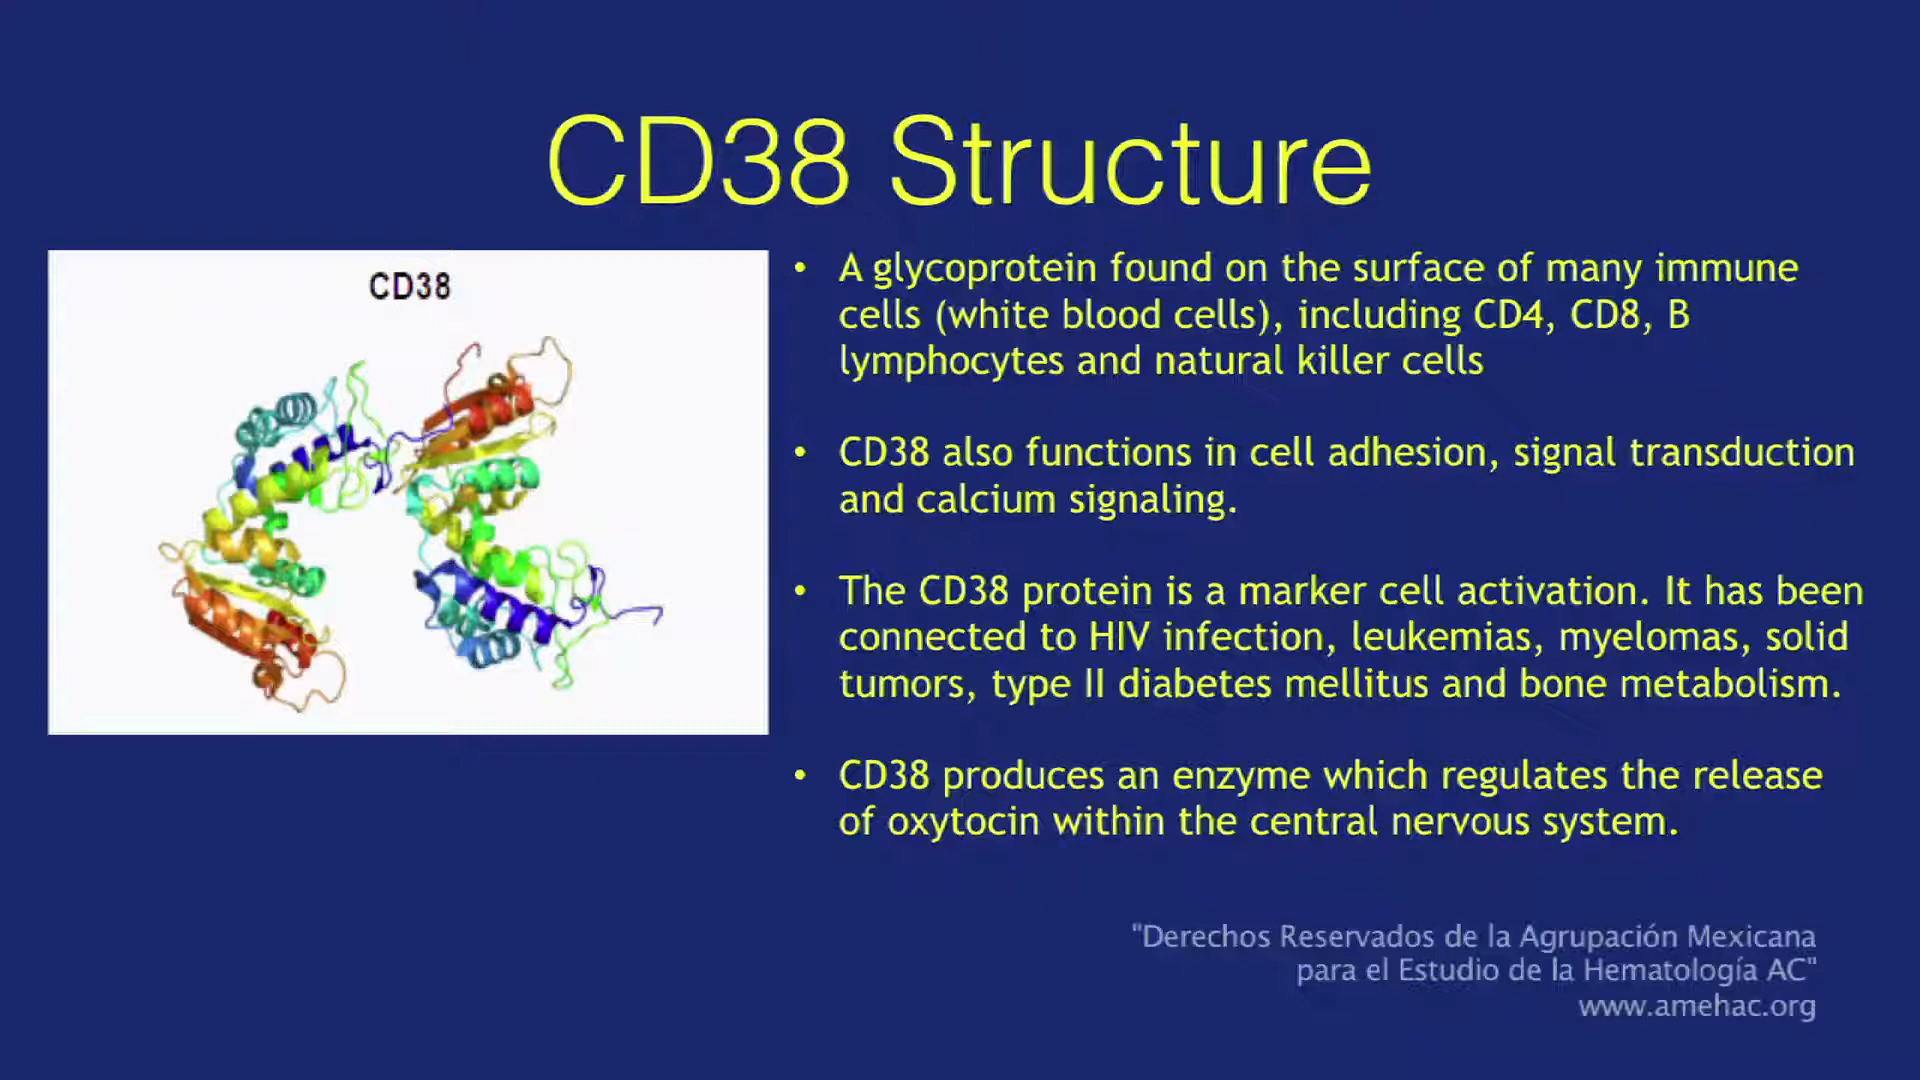 CD38 Structure
CD38
• A glycoprotein found on the surface of many immune
cells (white blood cells), including CD4, CD8, B
lymphocytes and natural killer cells
• CD38 also functions in cell adhesion, signal transduction
and calcium signaling.
• The CD38 protein is a marker cell activation. It has been
connected to HIV infection, leukemias, myelomas, solid
tumors, type II diabetes mellitus and bone metabolism.
• CD38 produces an enzyme which regulates the release
of oxytocin within the central nervous system.
"Derechos Reservados de la Agrupación Mexicana
para el Estudio de la Hematología AC"
www.amehac.org